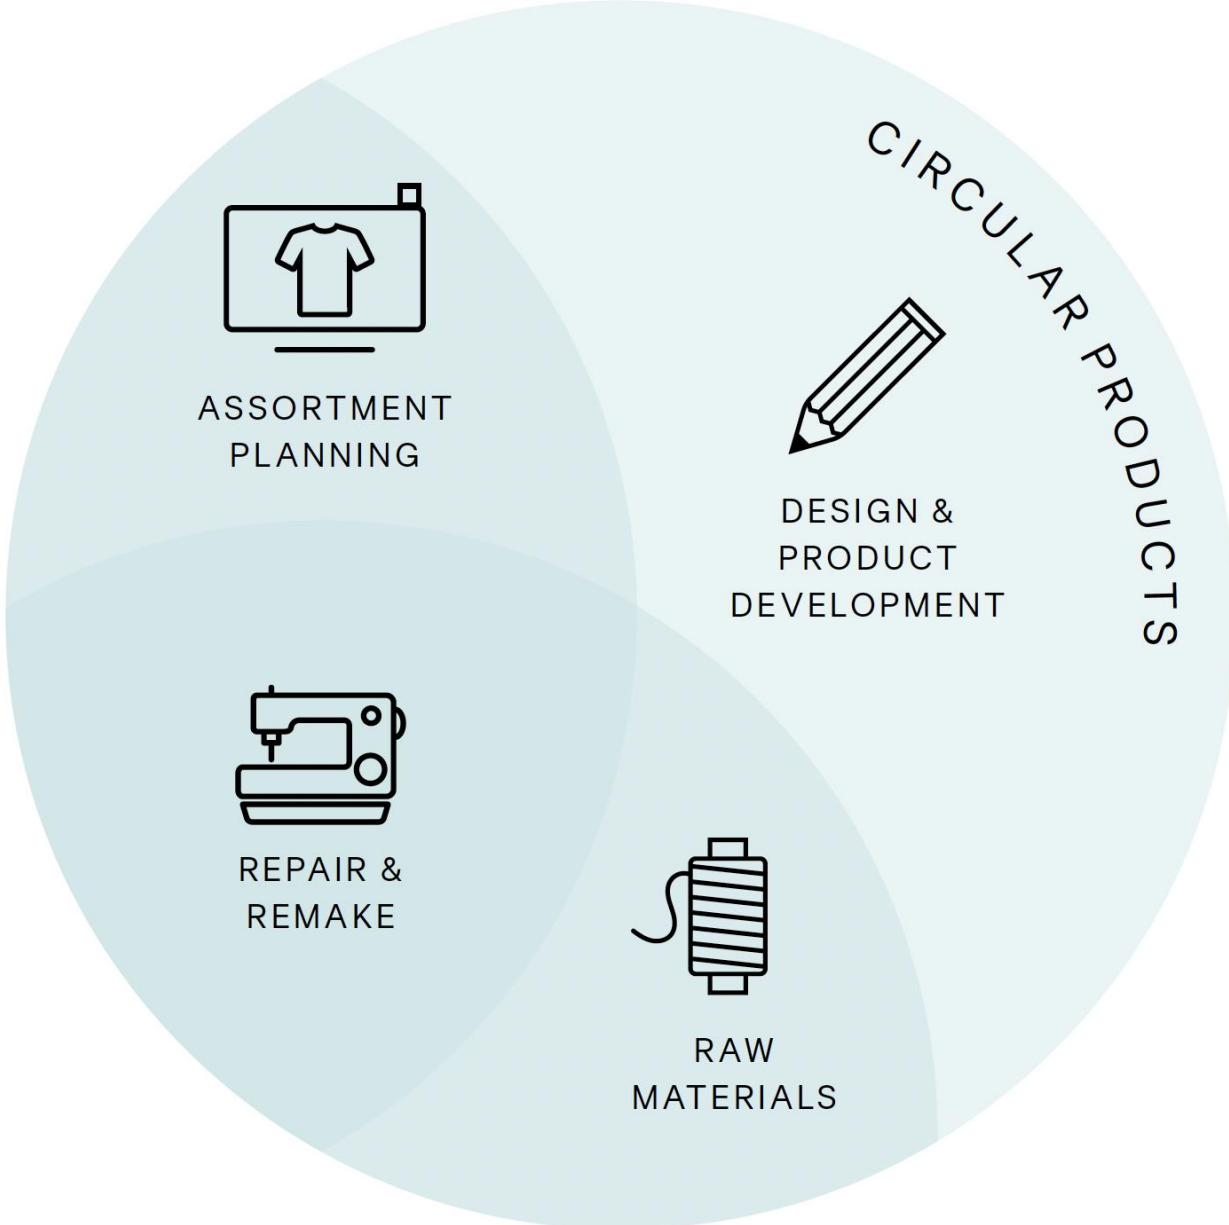 CIRCULAR PRODUCTS
ASSORTMENT
PLANNING
DESIGN &
PRODUCT
DEVELOPMENT
REPAIR &
REMAKE
RAW
MATERIALS